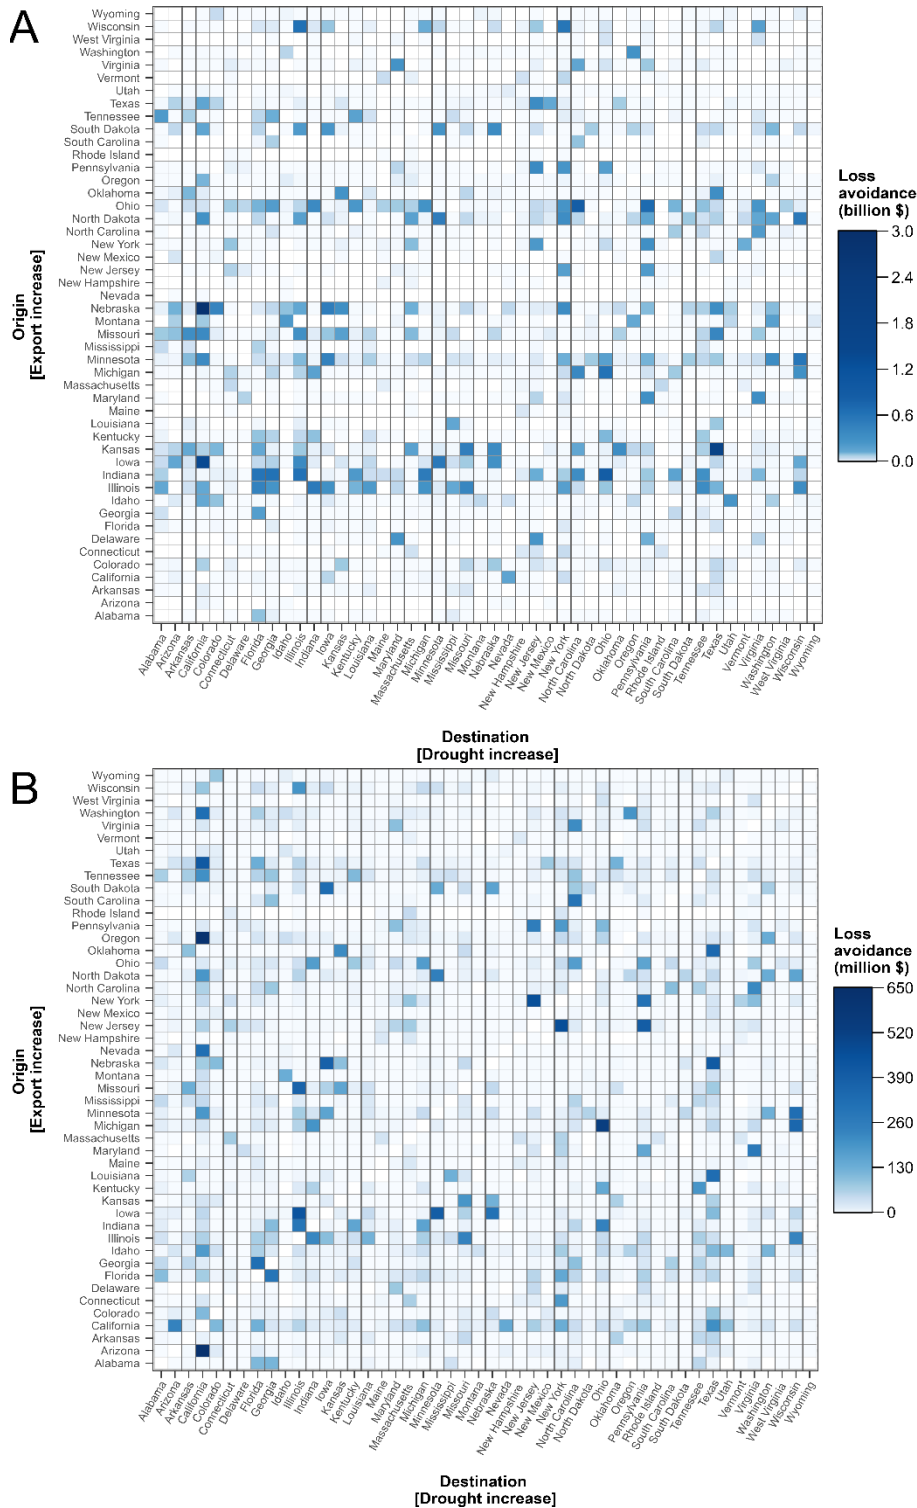 A
Wyoming
Wisconsin
West Virginia
Washington
Virginia
Vermont
Utah
Texas
Tennessee
South Dakota
South Carolina
Rhode Island
Pennsylvania
Oregon
Oklahoma
Ohio
North Dakota
North Carolina
New York
New Mexico
New Jersey
New Hampshire
Nevada
Nebraska
Montana
Missouri
Mississippi
Minnesota
Michigan
Massachusetts
Maryland
Maine
Louisiana
Kentucky
Kansas
Iowa
Indiana
Illinois
Idaho
Georgia
Florida
Delaware
Connecticut
Colorado
California
Arkansas
Arizona
Alabama
Origin
[Export increase]
Alabama
Arizona
Arkansas
California
Colorado
Connecticut
Delaware
Florida
Georgia
Idaho
Illinois
Indiana
Iowa
Kansas
Kentucky
Louisiana
Maine
Maryland
Massachusetts
Michigan
Minnesota
Mississippi
Missouri
Montana
Nebraska
Nevada
New Hampshire
New Jersey
New Mexico
New York
North Carolina
North Dakota
Ohio
Oklahoma
Oregon
Pennsylvania
Rhode Island
South Carolina
South Dakota
Tennessee
Texas
Utah
Vermont
Virginia
Washington
West Virginia
Wisconsin
Wyoming
Destination
[Drought increase]
Loss
avoidance
(billion $)
3.0
2.4
1.8
1.2
0.6
0.0
B
Wyoming
Wisconsin
West Virginia
Washington
Virginia
Vermont
Utah
Texas
Tennessee
South Dakota
South Carolina
Rhode Island
Pennsylvania
Oregon
Oklahoma
Ohio
North Dakota
North Carolina
New York
New Mexico
New Jersey
New Hampshire
Nevada
Nebraska
Montana
Missouri
Mississippi
Minnesota
Michigan
Massachusetts
Maryland
Maine
Louisiana
Kentucky
Kansas
Iowa
Indiana
Illinois
Idaho
Georgia
Florida
Delaware
Connecticut
Colorado
California
Arkansas
Arizona
Alabama
Origin
[Export increase]
Alabama
Arizona
Arkansas
California
Colorado
Connecticut
Delaware
Florida
Georgia
Idaho
Illinois
Indiana
Iowa
Kansas
Kentucky
Louisiana
Maine
Maryland
Massachusetts
Michigan
Minnesota
Mississippi
Missouri
Montana
Nebraska
Nevada
New Hampshire
New Jersey
New Mexico
New York
North Carolina
North Dakota
Ohio
Oklahoma
Oregon
Pennsylvania
Rhode Island
South Carolina
South Dakota
Tennessee
Texas
Utah
Vermont
Virginia
Washington
West Virginia
Wisconsin
Wyoming
Destination
[Drought increase]
Loss
avoidance
(million $)
650
520
390
260
130
0